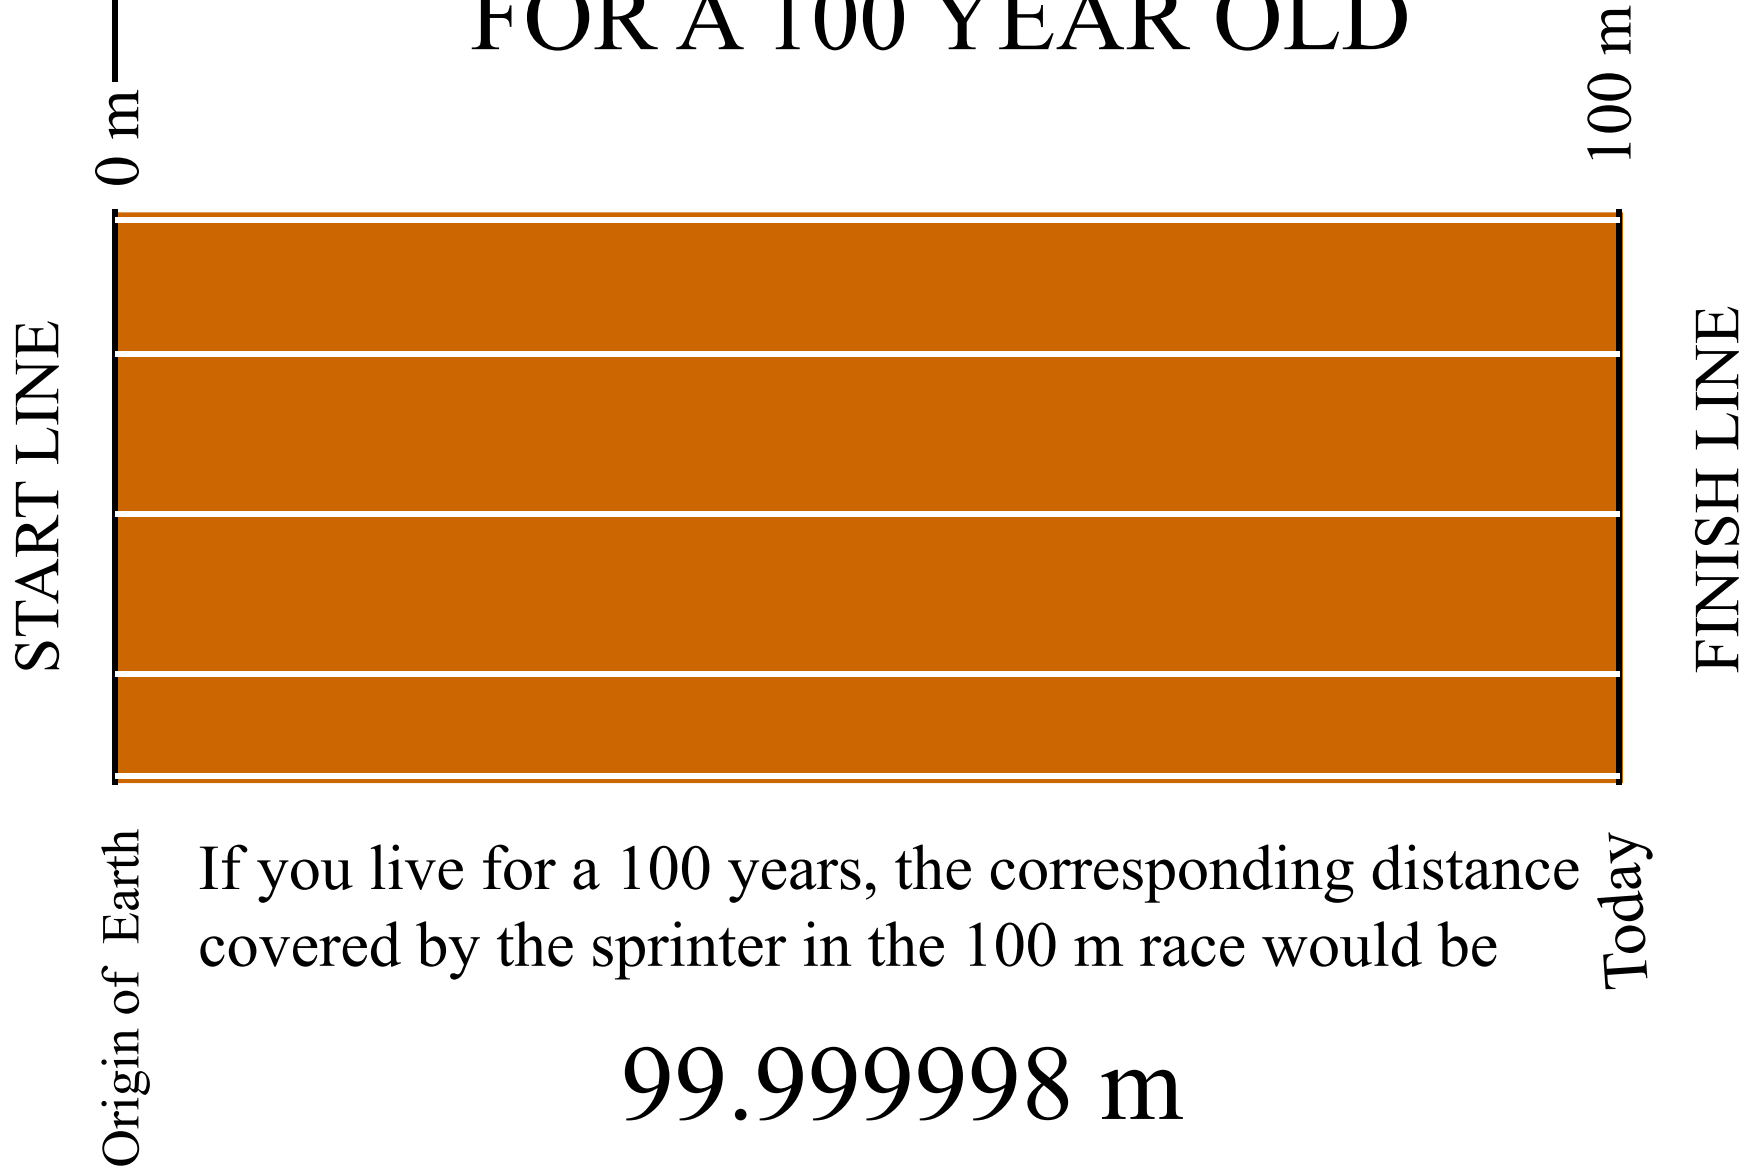 FOR A 100 YEAR OLD
0 m
100 m
START LINE
FINISH LINE
Origin of Earth
Today
If you live for a 100 years, the corresponding distance
covered by the sprinter in the 100 m race would be
99.999998 m